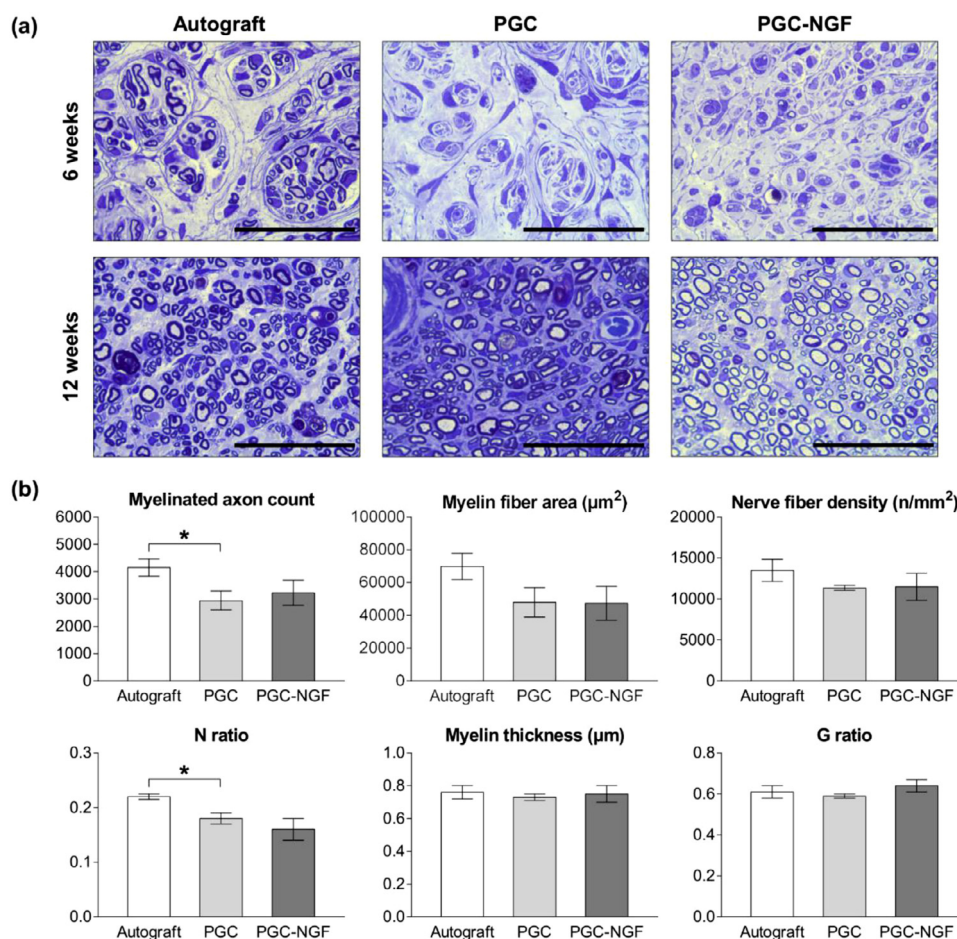 (a)
Autograft PGC PGC-NGF
6 weeks
12 weeks
(b)
Myelinated axon count
6000
5000
4000
3000
2000
1000
0
*
Autograft PGC PGC-NGF
Myelin fiber area (µm²)
100000
80000
60000
40000
20000
0
Autograft PGC PGC-NGF
Nerve fiber density (n/mm²)
20000
15000
10000
5000
0
Autograft PGC PGC-NGF
N ratio
0.3
0.2
0.1
0.0
*
Autograft PGC PGC-NGF
Myelin thickness (µm)
1.0
0.8
0.6
0.4
0.2
0.0
Autograft PGC PGC-NGF
G ratio
0.8
0.6
0.4
0.2
0.0
Autograft PGC PGC-NGF